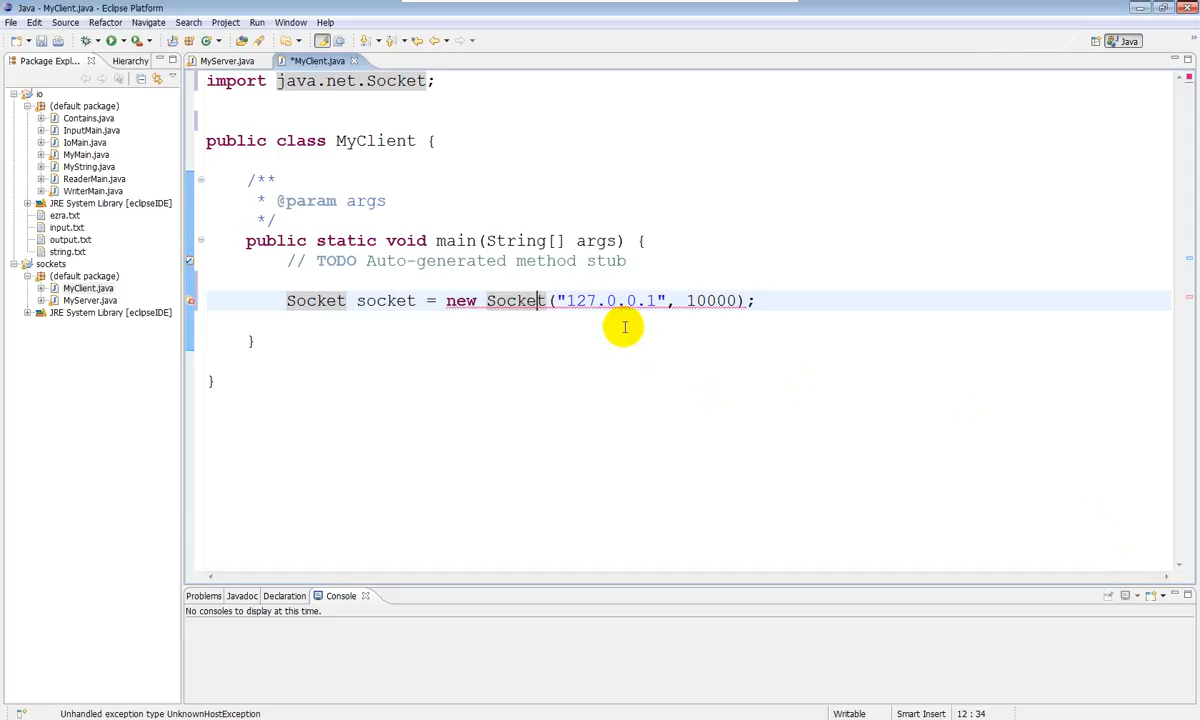 Java - MyClient.java - Eclipse Platform
File Edit Source Refactor Navigate Search Project Run Window Help
Java
Package Expl...
Hierarchy
MyServer.java
*MyClient.java
io
(default package)
Contains.java
InputMain.java
IoMain.java
MyMain.java
MyString.java
ReaderMain.java
WriterMain.java
JRE System Library [eclipseIDE]
ezra.txt
input.txt
output.txt
string.txt
sockets
(default package)
MyClient.java
MyServer.java
JRE System Library [eclipseIDE]
import java.net.Socket;
public class MyClient {
/**
* @param args
*/
public static void main(String[] args) {
// TODO Auto-generated method stub
Socket socket = new Socket("127.0.0.1", 10000);
}
}
Problems Javadoc Declaration Console
No consoles to display at this time.
Unhandled exception type UnknownHostException
Writable
Smart Insert
12 : 34